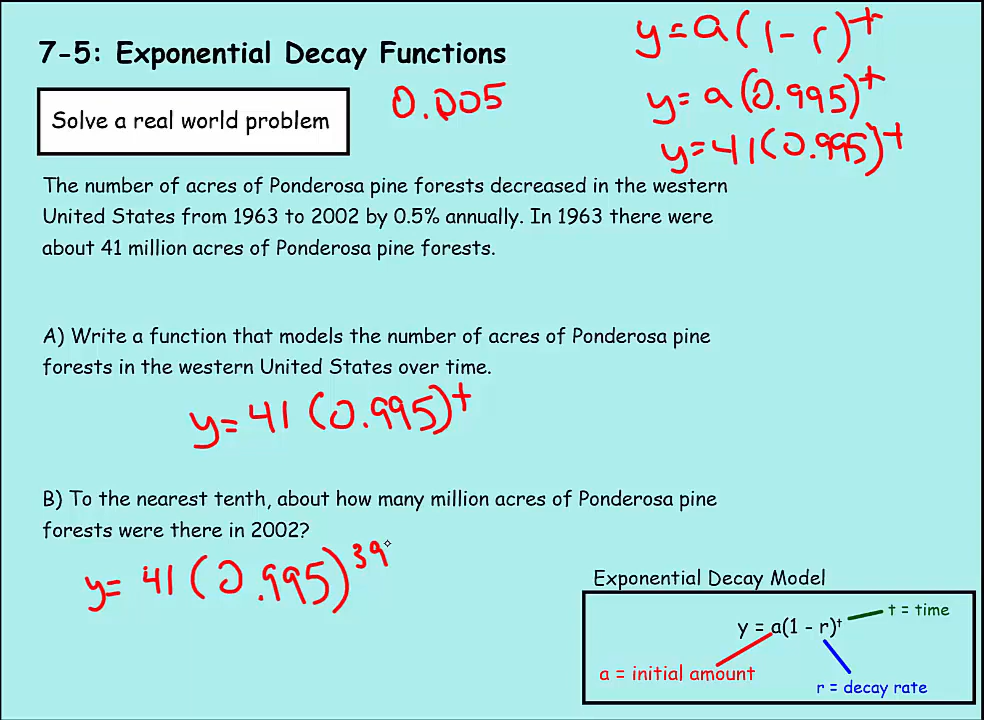 7-5: Exponential Decay Functions
y = a(1 - r)^t
0.005
y = a(0.995)^t
Solve a real world problem
y = 41(0.995)^t
The number of acres of Ponderosa pine forests decreased in the western
United States from 1963 to 2002 by 0.5% annually. In 1963 there were
about 41 million acres of Ponderosa pine forests.
A) Write a function that models the number of acres of Ponderosa pine
forests in the western United States over time.
y = 41(0.995)^t
B) To the nearest tenth, about how many million acres of Ponderosa pine
forests were there in 2002?
y = 41(0.995)^39
Exponential Decay Model
t = time
y = a(1 - r)^t
a = initial amount
r = decay rate